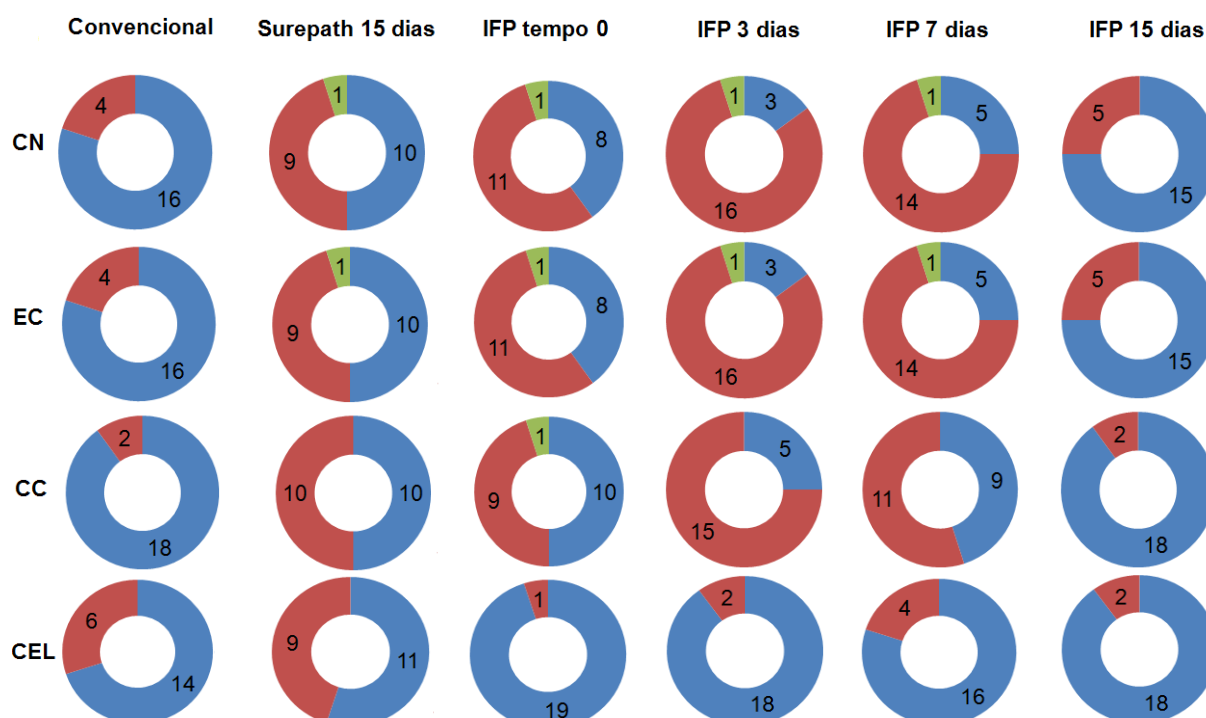 Convencional Surepath 15 dias IFP tempo 0 IFP 3 dias IFP 7 dias IFP 15 dias
CN 4 16 1 9 10 1 11 8 1 3 16 1 5 14 5 15
EC 4 16 1 9 10 1 11 8 1 3 16 1 5 14 5 15
CC 2 18 10 10 1 9 10 5 15 11 9 2 18
CEL 6 14 9 11 1 19 2 18 4 16 2 18